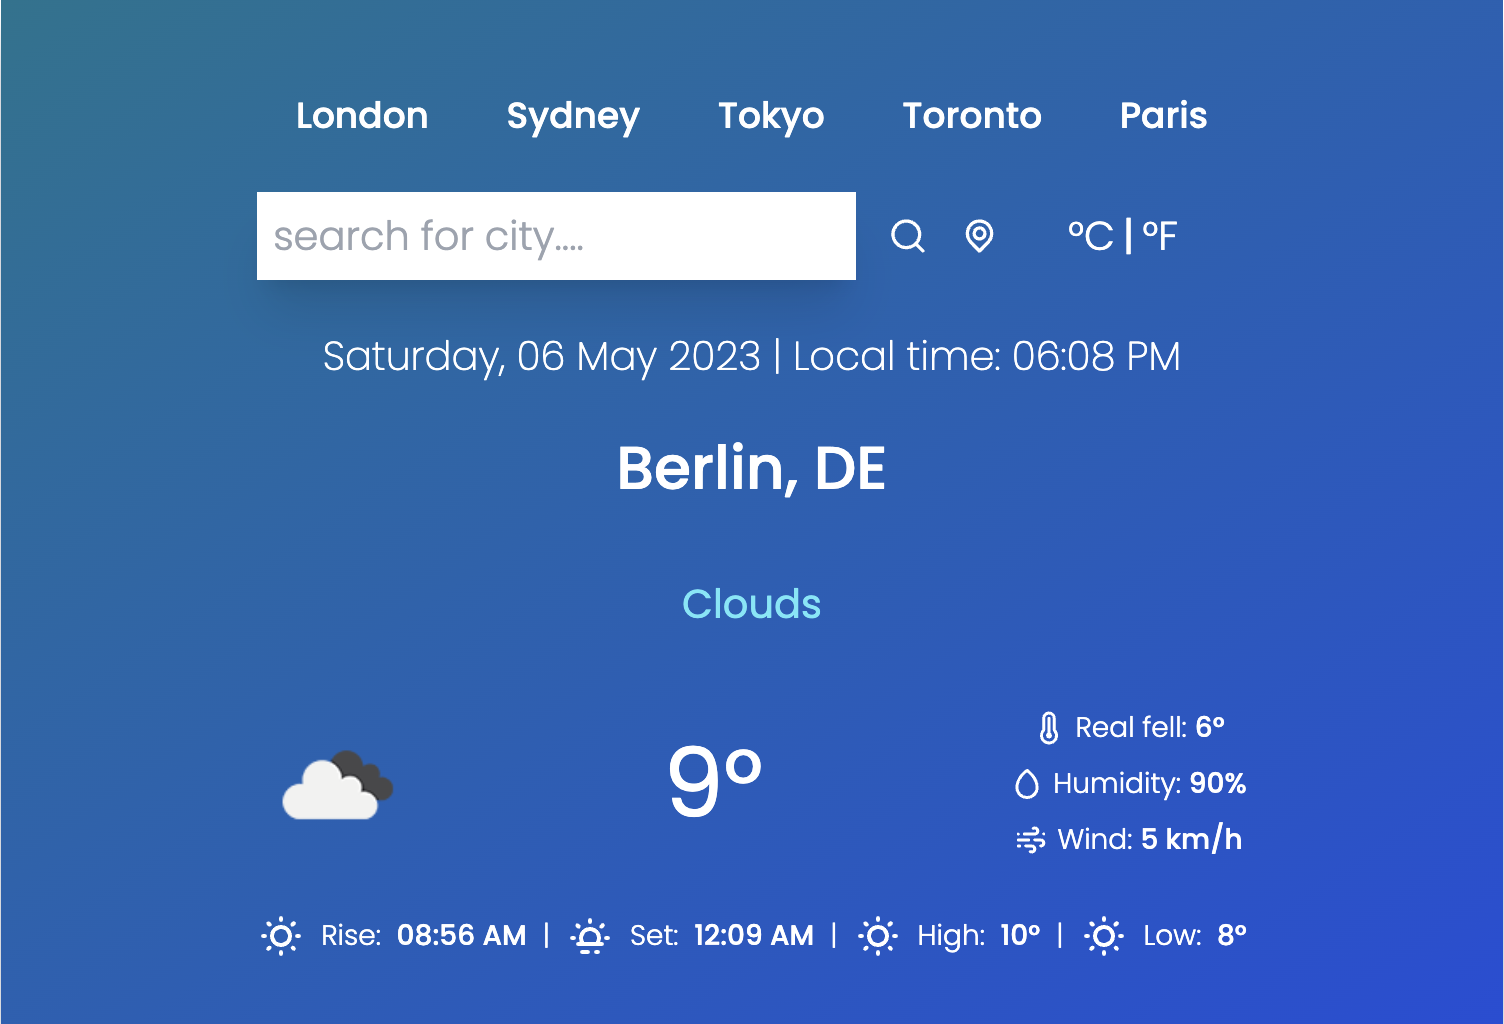 London Sydney Tokyo Toronto Paris
search for city.... °C | °F
Saturday, 06 May 2023 | Local time: 06:08 PM
Berlin, DE
Clouds
9°
Real fell: 6°
Humidity: 90%
Wind: 5 km/h
Rise: 08:56 AM | Set: 12:09 AM | High: 10° | Low: 8°